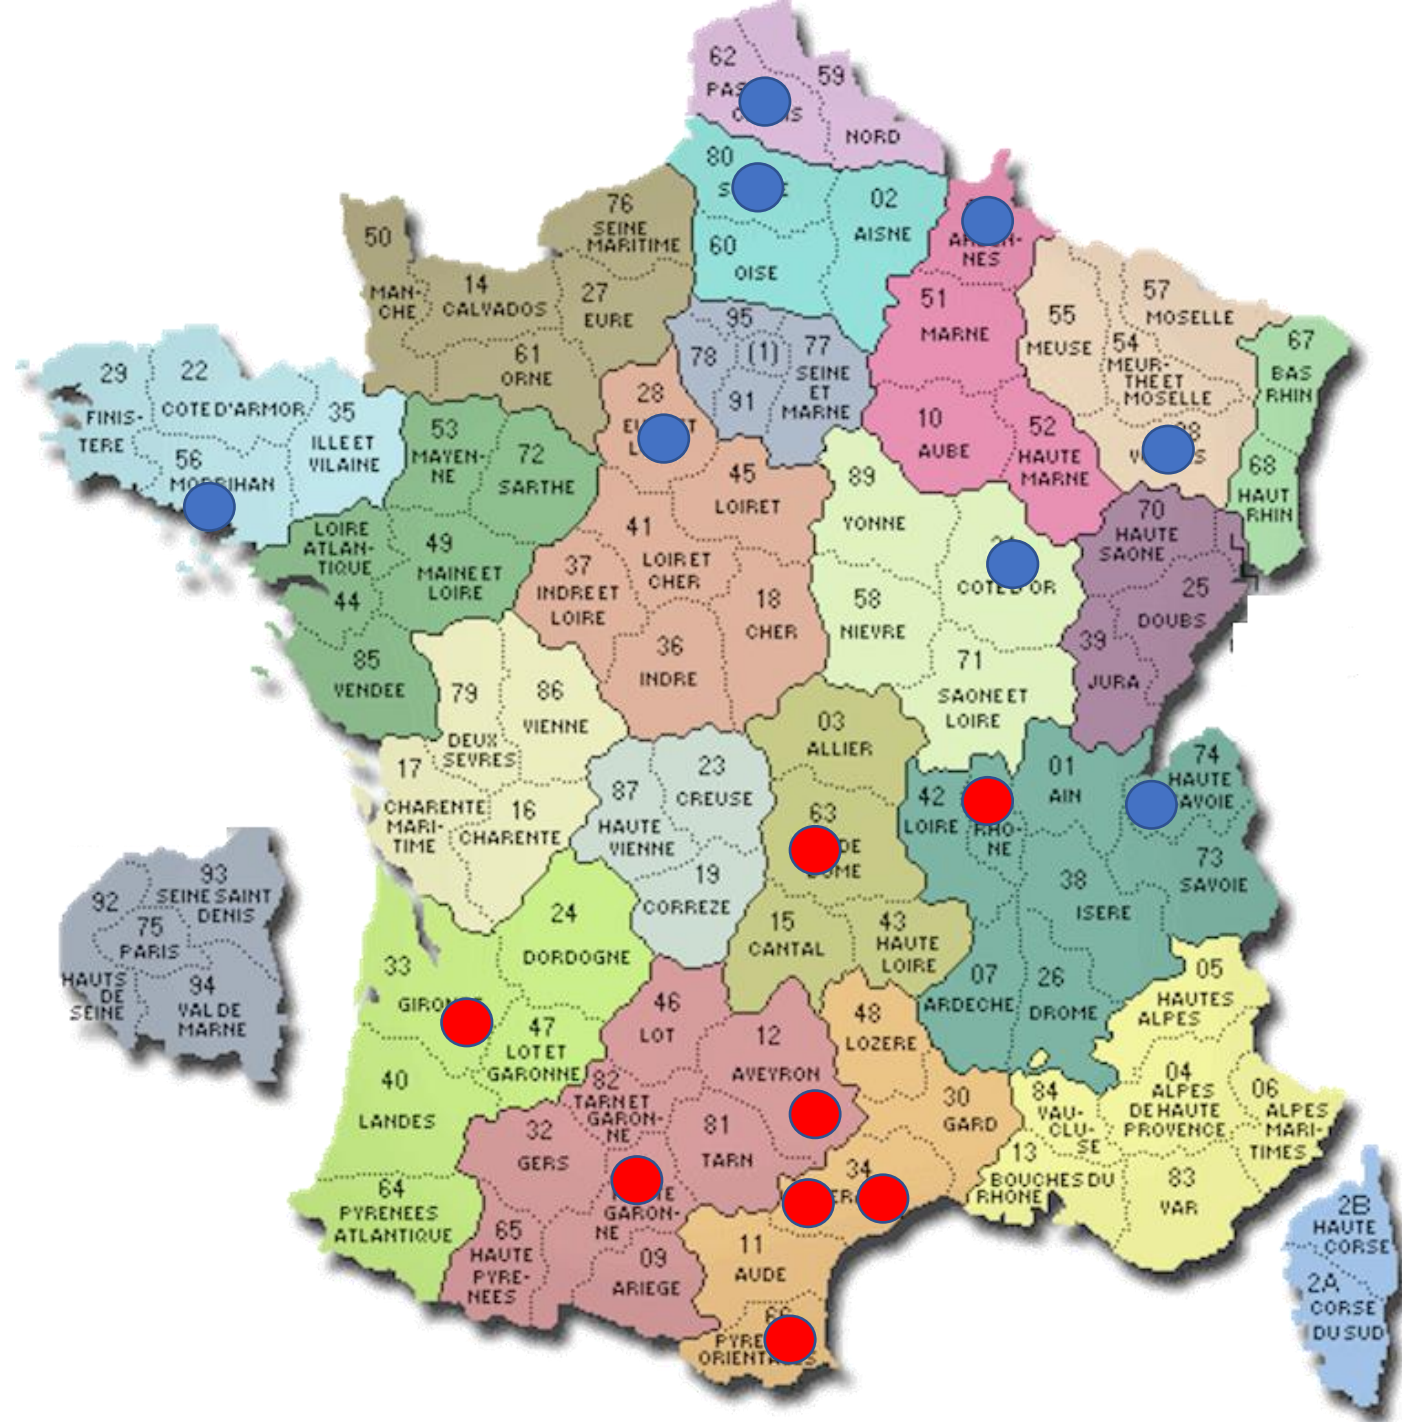 62
PAS
59
NORD
80
02
AISNE
60
OISE
76
SEINE
MARITIME
50
MAN-
CHE
14
CALVADOS
27
EURE
61
ORNE
NES
51
MARNE
10
AUBE
52
HAUTE
MARNE
55
MEUSE
57
MOSELLE
54
MEUR-
THE ET
MOSELLE
67
BAS
RHIN
68
HAUT
RHIN
95
78
(1)
77
SEINE
ET
MARNE
91
29
FINIS-
TERE
22
COTE D'ARMOR
35
ILLE ET
VILAINE
56
MORBIHAN
53
MAYEN-
NE
72
SARTHE
LOIRE
ATLAN-
TIQUE
44
49
MAINE ET
LOIRE
85
VENDEE
28
45
LOIRET
41
LOIR ET
CHER
37
INDRE ET
LOIRE
18
CHER
36
INDRE
89
YONNE
58
NIEVRE
71
SAONE ET
LOIRE
70
HAUTE
SAONE
25
DOUBS
39
JURA
79
DEUX
SEVRES
86
VIENNE
17
CHARENTE
MARI-
TIME
16
CHARENTE
87
HAUTE
VIENNE
23
CREUSE
19
CORREZE
03
ALLIER
63
DE
15
CANTAL
43
HAUTE
LOIRE
42
LOIRE
RHO-
NE
01
AIN
74
HAUTE
73
SAVOIE
38
ISERE
07
ARDECHE
26
DROME
92
HAUTS
DE
SEINE
93
SEINE SAINT
DENIS
75
PARIS
94
VAL DE
MARNE
24
DORDOGNE
33
47
LOT ET
GARONNE
40
LANDES
64
PYRENEES
ATLANTIQUE
46
LOT
12
AVEYRON
82
TARN ET
GARON-
NE
81
TARN
32
GERS
GARON-
NE
65
HAUTE
PYRE-
NEES
09
ARIEGE
48
LOZERE
30
GARD
34
11
AUDE
05
HAUTES
ALPES
04
ALPES
DE HAUTE
PROVENCE
06
ALPES
MARI-
TIMES
84
VAU-
CLU-
SE
13
BOUCHES DU
RHONE
83
VAR
2B
HAUTE
CORSE
2A
CORSE
DU SUD